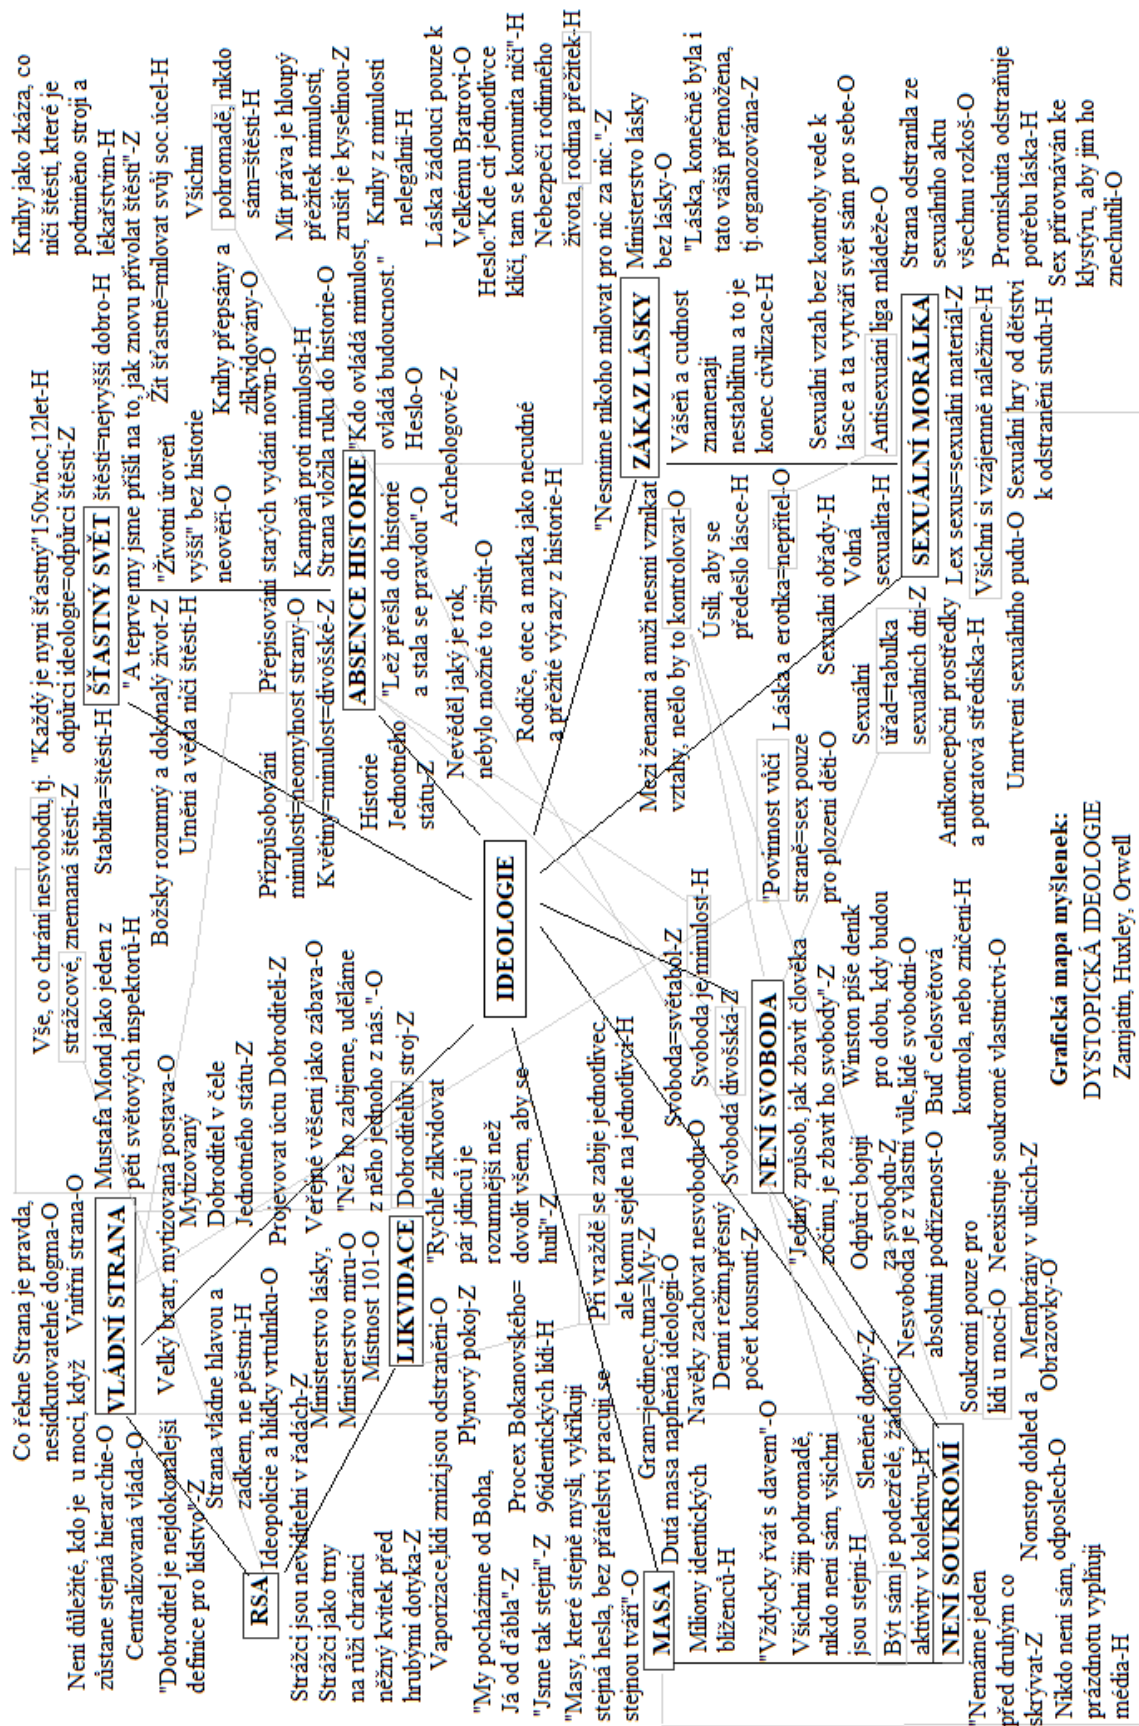 Co řekne Strana je pravda,
nesidkutovatelné dogma-O
Není důležité, kdo je u moci, když
zůstane stejná hierarchie-O
Vnitřní strana-O
VLÁDNÍ STRANA
Centralizovaná vláda-O
"Dobroditel je nejdokonalejší
definice pro lidstvo"-Z
Mustafa Mond jako jeden z
pěti světových inspektorů-H
Velký bratr, mytizovaná postava-O
Mytizovaný
Dobroditel v čele
Jednotného státu-Z
Strana vládne hlavou a
zadkem, ne pěstmi-H
Projevovat úctu Dobroditeli-Z
RSA
Ideopolicie a hlídky vrtulníku-O
Strážci jsou neviditelní v řadách-Z
Strážci jako trny
na růži chránící
něžný kvítek před
hrubými dotyka-Z
Ministerstvo lásky,
Ministerstvo míru-O
Místnost 101-O
Veřejné věšení jako zábava-O
"Než ho zabijeme, uděláme
z něho jednoho z nás."-O
LIKVIDACE
Dobroditelův stroj-Z
Vaporizace,lidi zmizí,jsou odstraněni-O
Plynový pokoj-Z
"Rychle zlikvidovat
pár jdinců je
rozumnější než
dovolit všem, aby se
huili"-Z
"My pocházíme od Boha,
Já od ďábla"-Z
"Jsme tak stejní"-Z
Procex Bokanovského=
96identických lidí-H
Při vraždě se zabije jednotlivec,
ale komu sejde na jednotlivci-H
"Masy, které stejně myslí, vykřikují
stejná hesla, bez přátelství pracují se
stejnou tváří"-O
Gram=jedinec,tuna=My-Z
MASA
Dutá masa naplněná ideologií-O
Miliony identických
blíženců-H
Navěky zachovat nesvobodu-O
Denní režim,přesný
počet kousnutí-Z
"Vždycky řvát s davem"-O
Všichni žijí pohromadě,
nikdo není sám, všichni
jsou stejní-H
Skleněné domy-Z
Být sám je podezřelé, žádoucí
aktivity v kolektivu-H
NENÍ SOUKROMÍ
Soukromí pouze pro
lidi u moci-O
Neexistuje soukromé vlastnictví-O
"Nemáme jeden
před druhým co
skrývat-Z
Nonstop dohled a
odposlech-O
Membrány v ulicích-Z
Obrazovky-O
Nikdo není sám,
prázdnotu vyplňují
média-H
Vše, co chrání nesvobodu, tj.
strážcové, znemaná štěstí-Z
Stabilita=štěstí-H
Božsky rozumný a dokonalý život-Z
Umění a věda ničí štěstí-H
IDEOLOGIE
Přizpůsobování
minulosti=neomylnost strany-O
Květiny=minulost=divošské-Z
Historie
Jednotného
státu-Z
Svoboda=světabol-Z
Svoboda je minulost-H
Svobodá divošská-Z
NENÍ SVOBODA
"Jediný způsob, jak zbavit člověka
zločinu, je zbavit ho svobody"-Z
Odpůrci bojují
za svobodu-Z
Winston píše deník
pro dobu, kdy budou
lidé svobodní-O
Nesvoboda je z vlastní vůle,
absolutní podřízenost-O
Buď celosvětová
kontrola, nebo zničení-H
"Každý je nyní šťastný"150x/noc,12let-H
odpůrci ideologie=odpůrci štěstí-Z
ŠŤASTNÝ SVĚT
štěstí=nejvyšší dobro-H
"A teprvemy jsme přišli na to, jak znovu přivolat štěstí"-Z
"Životní úroveň
vyšší" bez historie
neověří-O
Žít šťastně=milovat svůj soc.účel-H
Knihy jako zkáza, co
ničí štěstí, které je
podmíněno stroji a
lékařstvím-H
Všichni
pohromadě, nikdo
sám=štěstí-H
Knihy přepsány a
zlikvidovány-O
Přepisování starých vydání novin-O
Kampaň proti minulosti-H
Strana vložila ruku do historie-O
Mít práva je hloupý
přežitek minulosti,
zrušit je kyselinou-Z
Knihy z minulosti
nelegální-H
ABSENCE HISTORIE
"Kdo ovládá minulost,
ovládá budoucnost."
Heslo-O
"Lež přešla do historie
a stala se pravdou"-O
Archeologové-Z
Nevěděl jaký je rok,
nebylo možné to zjistit-O
Rodiče, otec a matka jako necudné
a přežité výrazy z historie-H
Láska žádoucí pouze k
Velkému Bratrovi-O
Heslo:"Kde cít jednotlivce
klíčí, tam se komunita ničí"-H
Nebezpečí rodinného
života, rodina přežitek-H
"Nesmíme nikoho milovat pro nic za nic."-Z
ZÁKAZ LÁSKY
Ministerstvo lásky
bez lásky-O
"Láska, konečně byla i
tato vášň přemožena,
tj.organozována-Z
Mezi ženami a muži nesmí vznikat
vztahy, neělo by to kontrolovat-O
Vášeň a cudnost
znamenají
nestabilitnu a to je
konec civilizace-H
Úsilí, aby se
předešlo lásce-H
Láska a erotika=nepřítel-O
Sexuální vztah bez kontroly vede k
lásce a ta vytváří svět sám pro sebe-O
Antisexuání liga mládeže-O
"Povinnost vůči
straně=sex pouze
pro plození dětí-O
Sexuální obřady-H
Volná
sexualita-H
Sexuální
úřad=tabulka
sexuálních dní-Z
SEXUÁLNÍ MORÁLKA
Strana odstranila ze
sexuálního aktu
všechnu rozkoš-O
Antikoncepční prostředky
a potratová střediska-H
Lex sexus=sexuální material-Z
Všichni si vzájemně náležíme-H
Promiskuita odstraňuje
potřebu láska-H
Umrtvení sexuálního pudu-O
Sexuální hry od dětství
k odstranění studu-H
Sex přirovnáván ke
klystýru, aby jim ho
znechutili-O
Grafická mapa myšlenek:
DYSTOPICKÁ IDEOLOGIE
Zamjatin, Huxley, Orwell